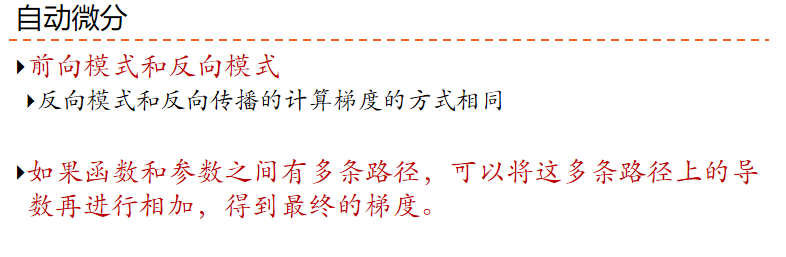 自动微分
前向模式和反向模式
反向模式和反向传播的计算梯度的方式相同
如果函数和参数之间有多条路径，可以将这多条路径上的导
数再进行相加，得到最终的梯度。